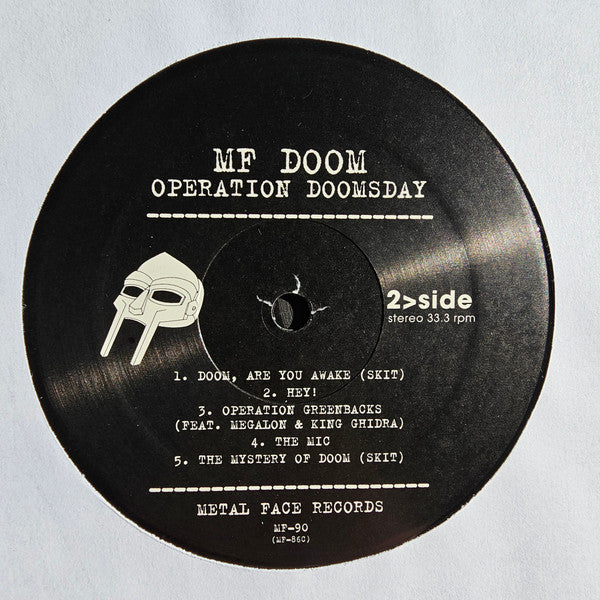 MF DOOM
OPERATION DOOMSDAY
2>side
stereo 33.3 rpm
1. DOOM, ARE YOU AWAKE (SKIT)
2. HEY!
3. OPERATION GREENBACKS
(FEAT. MEGALON & KING GHIDRA)
4. THE MIC
5. THE MYSTERY OF DOOM (SKIT)
METAL FACE RECORDS
MF-90
(MF-86C)